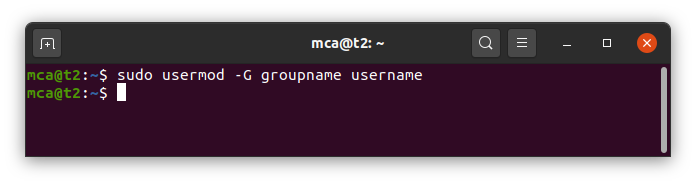 mca@t2: ~
mca@t2:~$ sudo usermod -G groupname username
mca@t2:~$